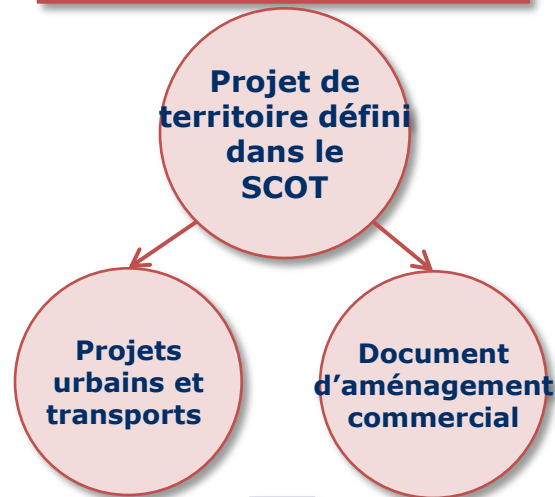 Projet de
territoire défini
dans le
SCOT
Projets
urbains et
transports
Document
d’aménagement
commercial